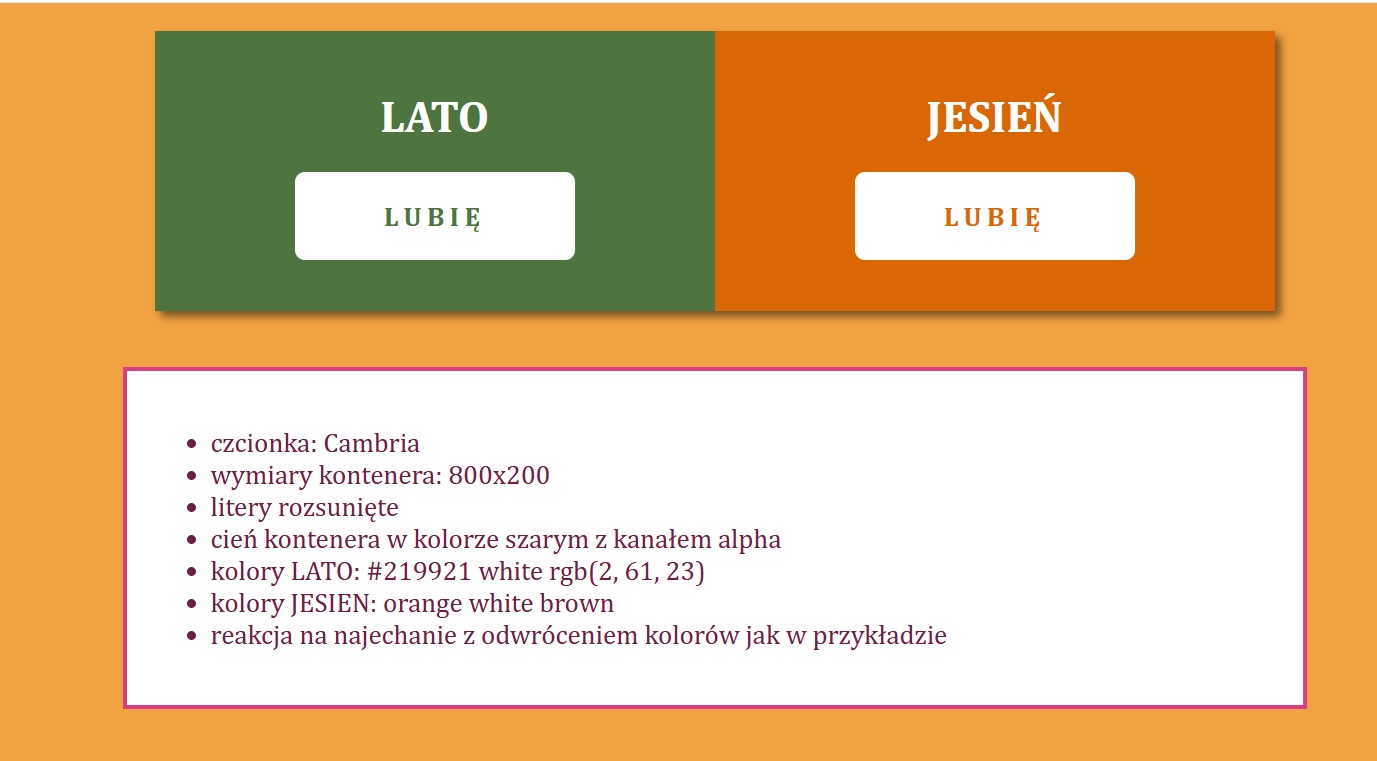 LATO
JESIEŃ
LUBIĘ
LUBIĘ
czcionka: Cambria
wymiary kontenera: 800x200
litery rozsunięte
cień kontenera w kolorze szarym z kanałem alpha
kolory LATO: #219921 white rgb(2, 61, 23)
kolory JESIEN: orange white brown
reakcja na najechanie z odwróceniem kolorów jak w przykładzie